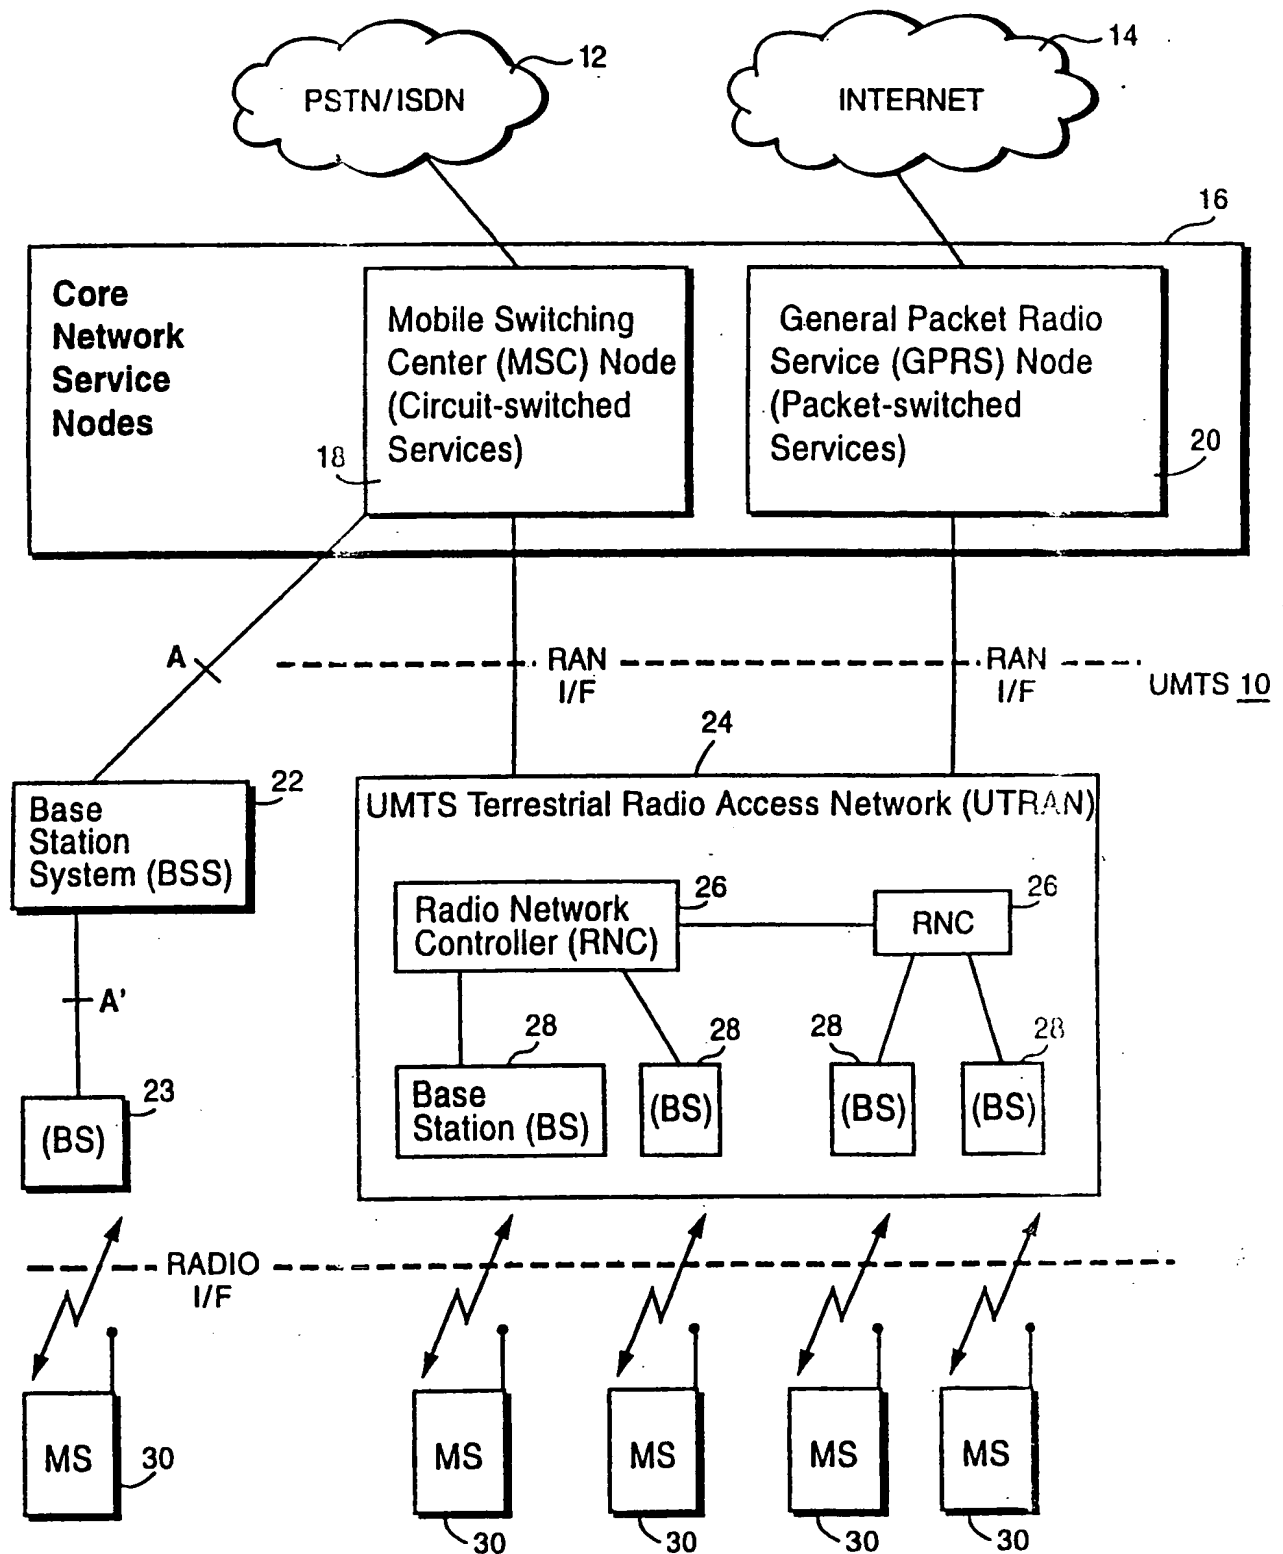 12
14
PSTN/ISDN
INTERNET
16
Core
Network
Service
Nodes
Mobile Switching
Center (MSC) Node
(Circuit-switched
Services)
18
General Packet Radio
Service (GPRS) Node
(Packet-switched
Services)
20
A
RAN
I/F
RAN
I/F
UMTS 10
24
22
Base
Station
System (BSS)
UMTS Terrestrial Radio Access Network (UTRAN)
26
Radio Network
Controller (RNC)
26
RNC
A'
28
28
28
28
23
(BS)
Base
Station (BS)
(BS)
(BS)
(BS)
RADIO
I/F
MS
30
MS
30
MS
30
MS
30
MS
30